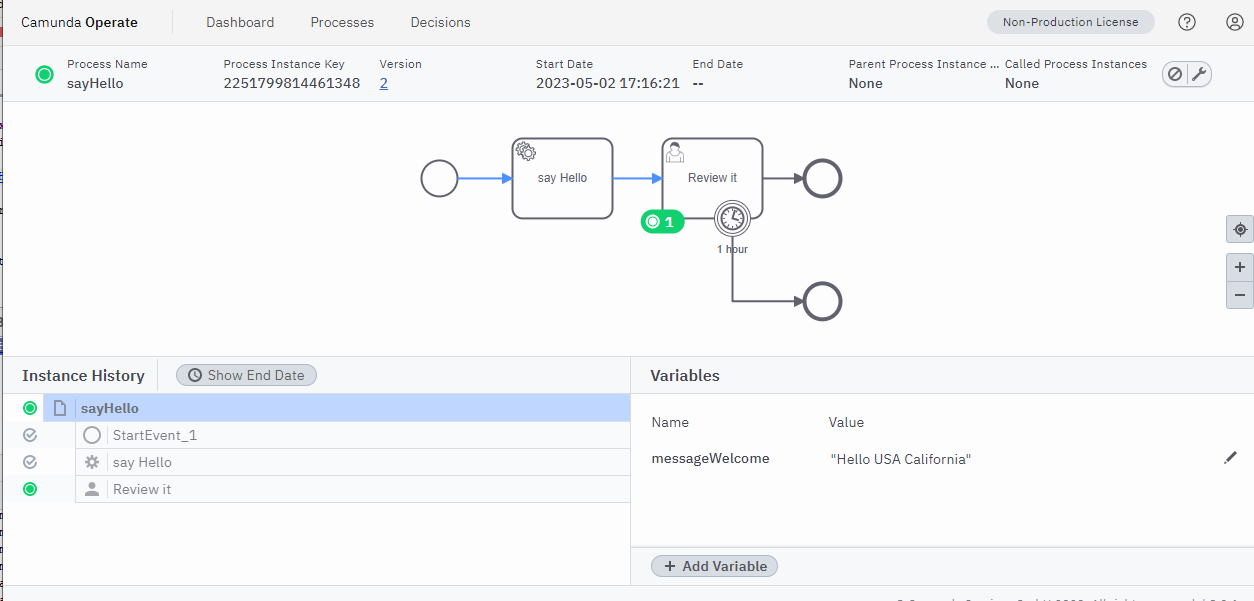 Camunda Operate Dashboard Processes Decisions Non-Production License
Process Name Process Instance Key Version Start Date End Date Parent Process Instance ... Called Process Instances
sayHello 2251799814461348 2 2023-05-02 17:16:21 -- None None
say Hello Review it
1
1 hour
Instance History Show End Date Variables
sayHello
Name Value
StartEvent_1
messageWelcome "Hello USA California"
say Hello
Review it
+ Add Variable